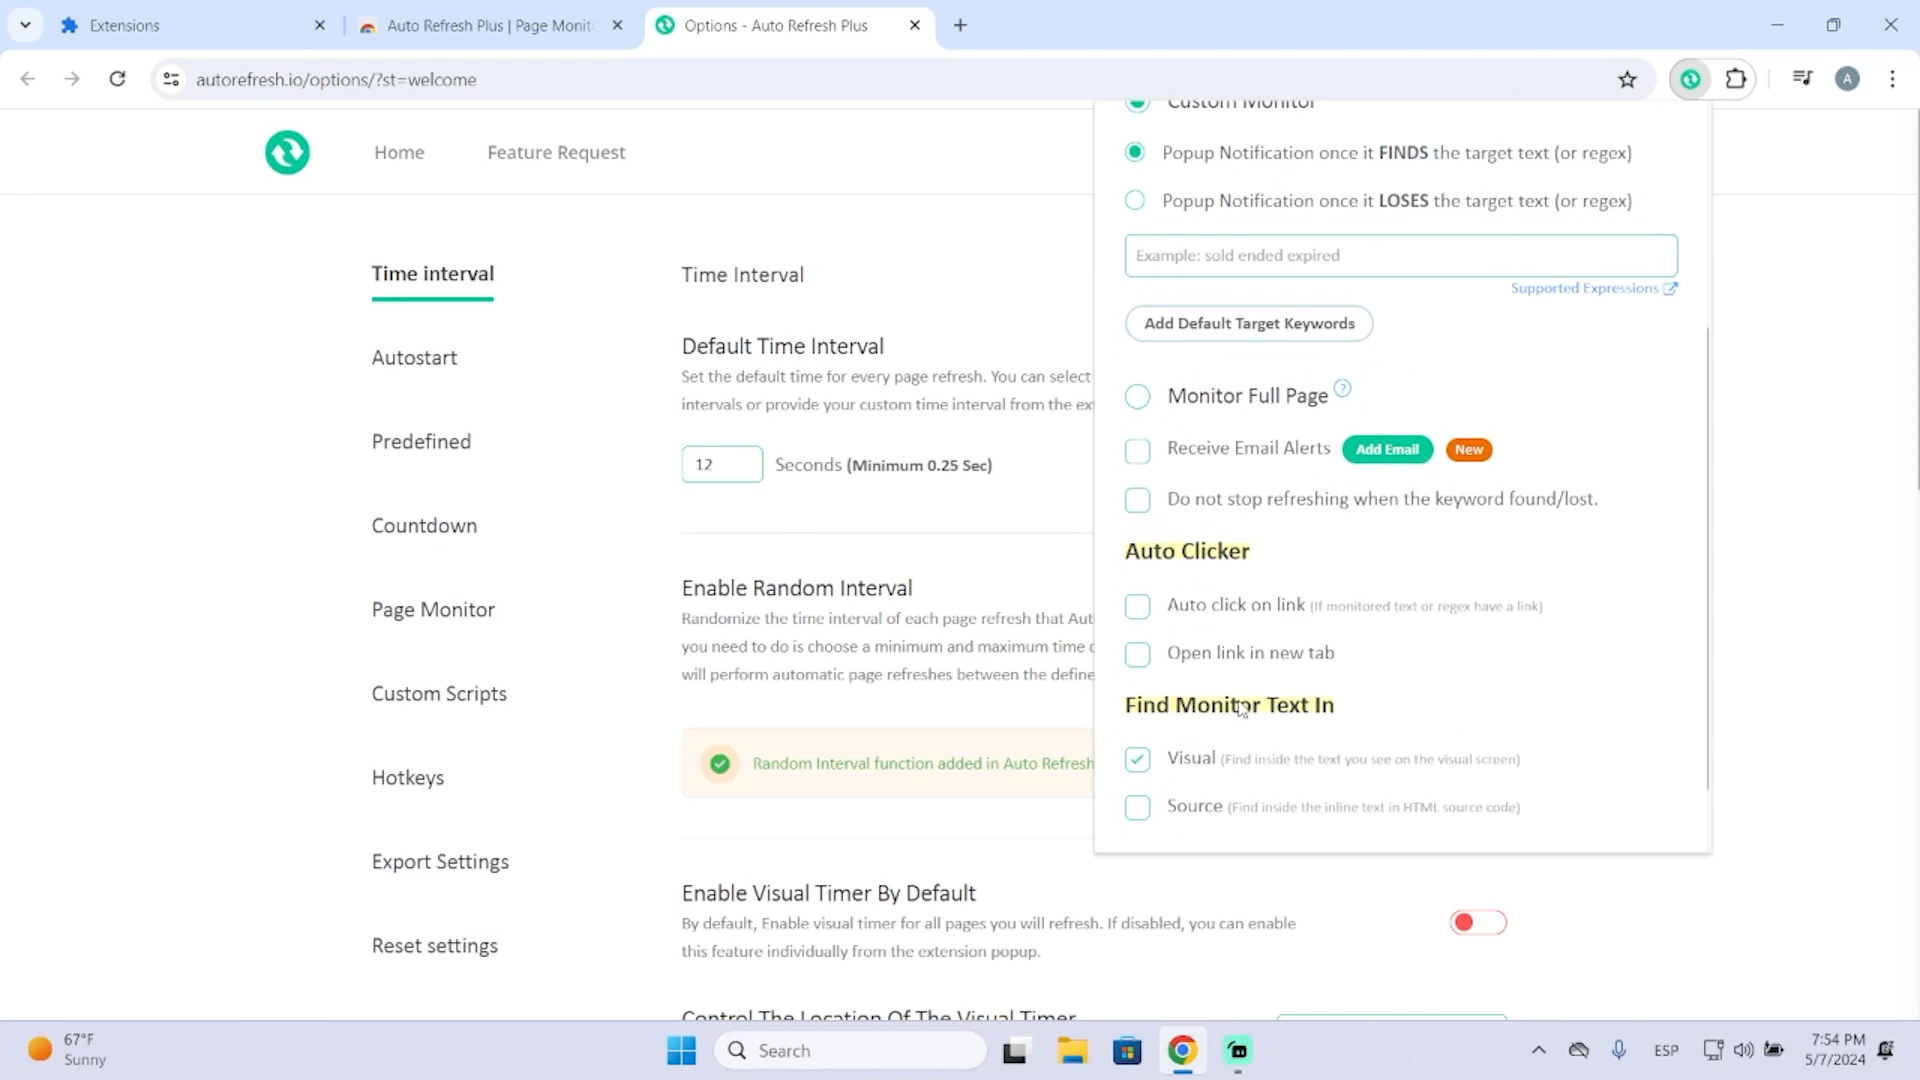 Extensions
Auto Refresh Plus | Page Monito
Options - Auto Refresh Plus
autorefresh.io/options/?st=welcome
A
Home
Feature Request
Time interval
Autostart
Predefined
Countdown
Page Monitor
Custom Scripts
Hotkeys
Export Settings
Reset settings
Time Interval
Default Time Interval
Set the default time for every page refresh. You can select
intervals or provide your custom time interval from the ex
12 Seconds (Minimum 0.25 Sec)
Enable Random Interval
Randomize the time interval of each page refresh that Aut
you need to do is choose a minimum and maximum time
will perform automatic page refreshes between the define
Random Interval function added in Auto Refresh
Enable Visual Timer By Default
By default, Enable visual timer for all pages you will refresh. If disabled, you can enable
this feature individually from the extension popup.
Control The Location Of The Visual Timer
Custom Monitor
Popup Notification once it FINDS the target text (or regex)
Popup Notification once it LOSES the target text (or regex)
Example: sold ended expired
Supported Expressions
Add Default Target Keywords
Monitor Full Page ?
Receive Email Alerts Add Email New
Do not stop refreshing when the keyword found/lost.
Auto Clicker
Auto click on link (If monitored text or regex have a link)
Open link in new tab
Find Monitor Text In
Visual (Find inside the text you see on the visual screen)
Source (Find inside the inline text in HTML source code)
67°F
Sunny
Search
ESP
7:54 PM
5/7/2024